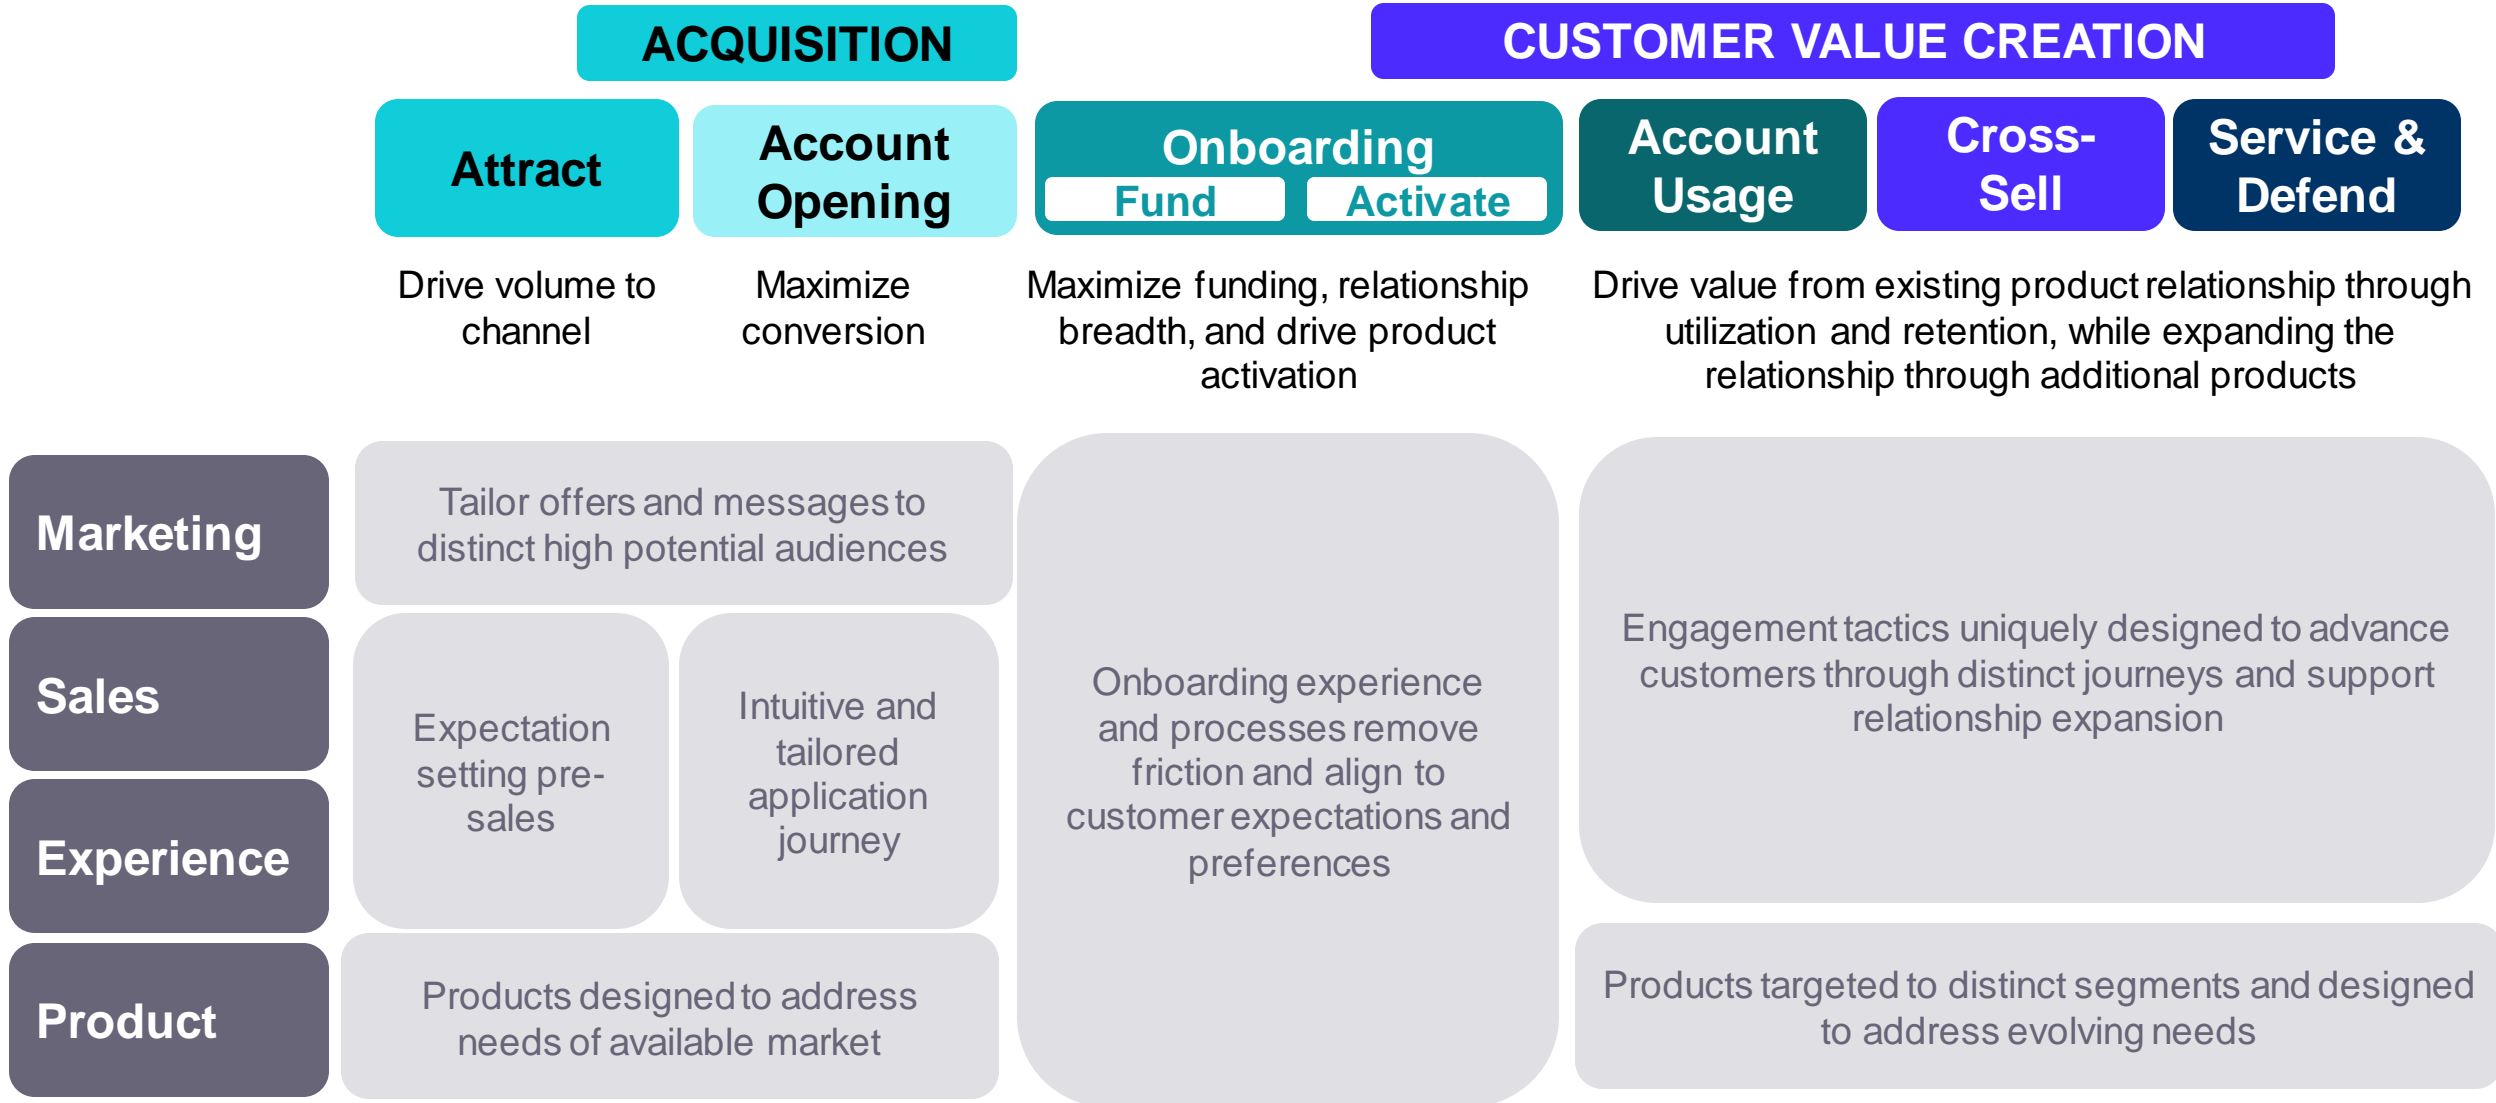 ACQUISITION
CUSTOMER VALUE CREATION
Attract
Account
Opening
Onboarding
Fund
Activate
Account
Usage
Cross-
Sell
Service &
Defend
Drive volume to
channel
Maximize
conversion
Maximize funding, relationship
breadth, and drive product
activation
Drive value from existing product relationship through
utilization and retention, while expanding the
relationship through additional products
Marketing
Tailor offers and messages to
distinct high potential audiences
Sales
Experience
Expectation
setting pre-
sales
Intuitive and
tailored
application
journey
Onboarding experience
and processes remove
friction and align to
customer expectations and
preferences
Engagement tactics uniquely designed to advance
customers through distinct journeys and support
relationship expansion
Product
Products designed to address
needs of available market
Products targeted to distinct segments and designed
to address evolving needs